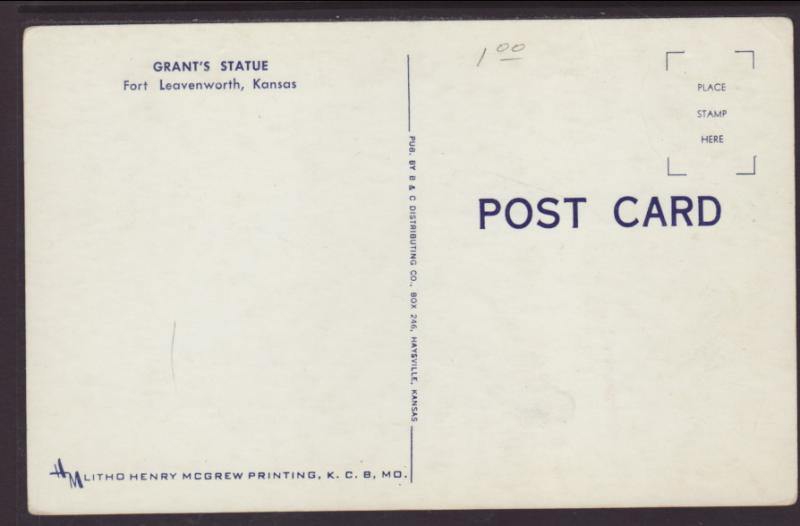 GRANT'S STATUE
Fort Leavenworth, Kansas
1 00
PLACE
STAMP
HERE
POST CARD
PUB. BY B & C DISTRIBUTING CO., BOX 246, HAYSVILLE, KANSAS
HM LITHO HENRY MCGREW PRINTING, K. C. 8, MO.